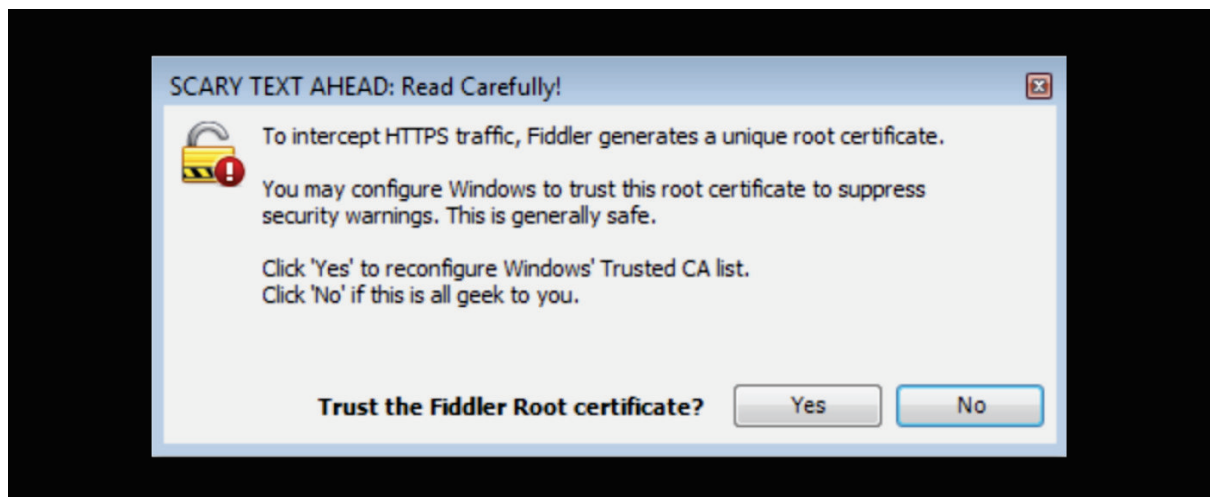 SCARY TEXT AHEAD: Read Carefully!
To intercept HTTPS traffic, Fiddler generates a unique root certificate.
You may configure Windows to trust this root certificate to suppress
security warnings. This is generally safe.
Click 'Yes' to reconfigure Windows' Trusted CA list.
Click 'No' if this is all geek to you.
Trust the Fiddler Root certificate? Yes No